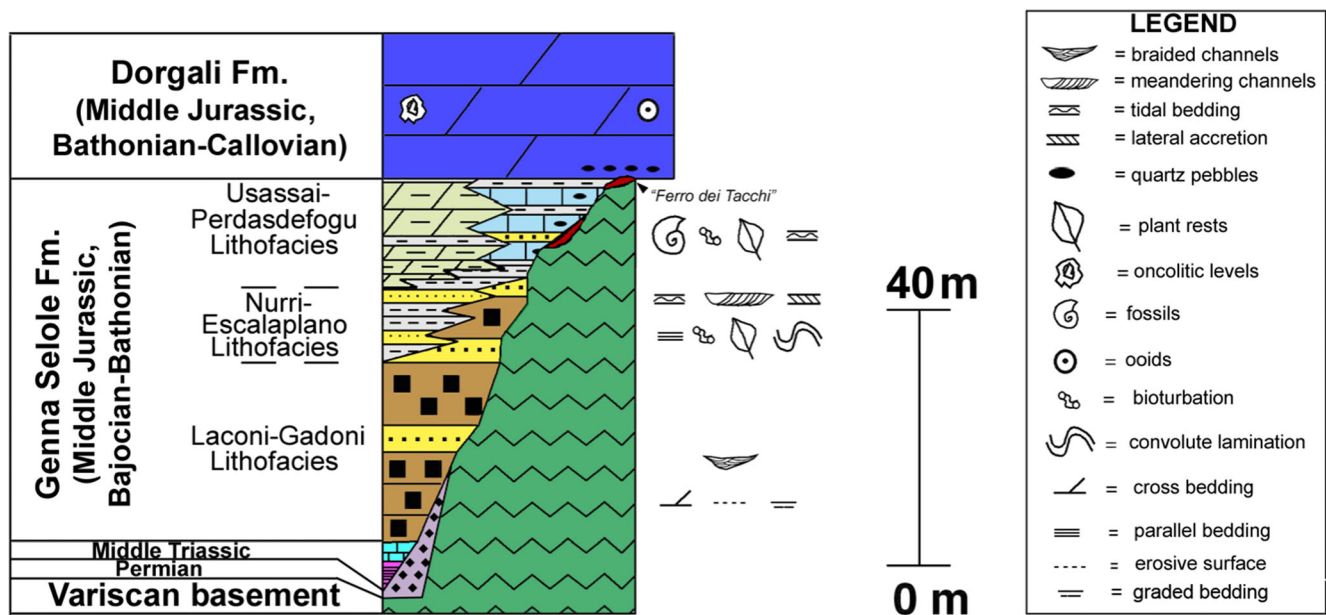 Dorgali Fm.
(Middle Jurassic,
Bathonian-Callovian)
Genna Selole Fm.
(Middle Jurassic,
Bajocian-Bathonian)
Usassai-
Perdasdefogu
Lithofacies
Nurri-
Escalaplano
Lithofacies
Laconi-Gadoni
Lithofacies
Middle Triassic
Permian
Variscan basement
"Ferro dei Tacchi"
40 m
0 m
LEGEND
= braided channels
= meandering channels
= tidal bedding
= lateral accretion
= quartz pebbles
= plant rests
= oncolitic levels
= fossils
= ooids
= bioturbation
= convolute lamination
= cross bedding
= parallel bedding
= erosive surface
= graded bedding